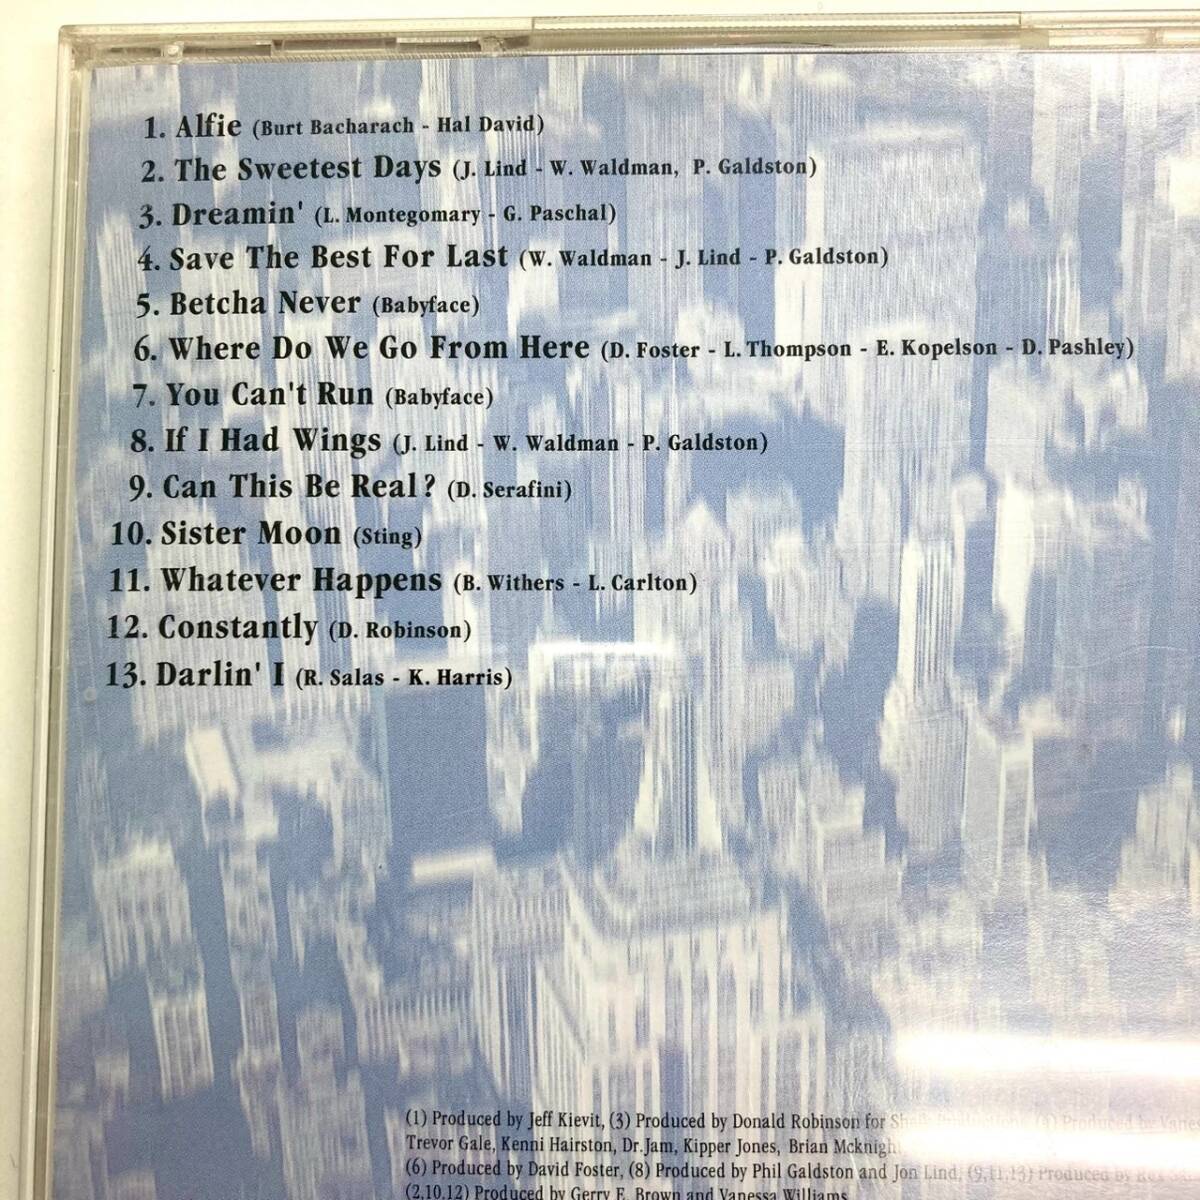 1. Alfie (Burt Bacharach - Hal David)
2. The Sweetest Days (J. Lind - W. Waldman, P. Galdston)
3. Dreamin' (L. Montegomary - G. Paschal)
4. Save The Best For Last (W. Waldman - J. Lind - P. Galdston)
5. Betcha Never (Babyface)
6. Where Do We Go From Here (D. Foster - L. Thompson - E. Kopelson - D. Pashley)
7. You Can't Run (Babyface)
8. If I Had Wings (J. Lind - W. Waldman - P. Galdston)
9. Can This Be Real? (D. Serafini)
10. Sister Moon (Sting)
11. Whatever Happens (B. Withers - L. Carlton)
12. Constantly (D. Robinson)
13. Darlin' I (R. Salas - K. Harris)
(1) Produced by Jeff Kievit, (3) Produced by Donald Robinson for
Trevor Gale, Kenni Hairston, Dr.Jam, Kipper Jones, Brian Mcknigh
(6) Produced by David Foster, (8) Produced by Phil Galdston and Jon Lind, (9,11,13) Produced by
(2,10,12) Produced by Gerry E. Brown and Vanessa Williams